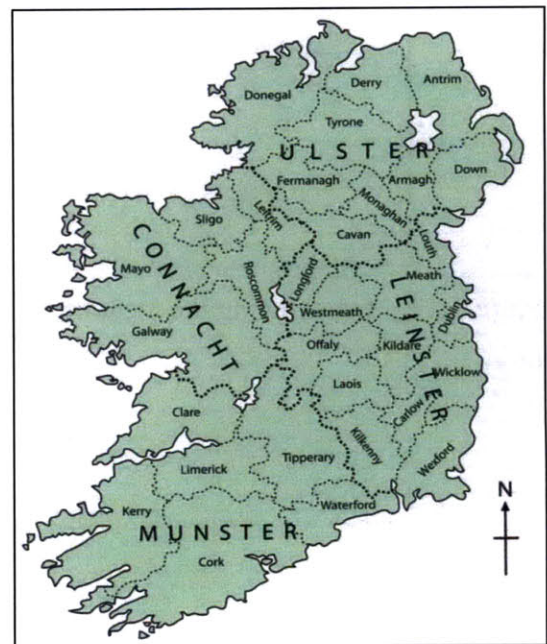 Derry
Antrim
Donegal
Tyrone
ULSTER
Down
Armagh
Fermanagh
Monaghan
Sligo
Leitrim
Cavan
Louth
CONNACHT
Mayo
Roscommon
Longford
Meath
LEINSTER
Westmeath
Dublin
Galway
Offaly
Kildare
Wicklow
Laois
Clare
Carlow
Kilkenny
Tipperary
Wexford
Limerick
Waterford
Kerry
MUNSTER
Cork
N